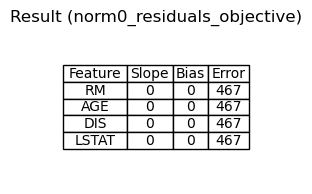 Result (norm0_residuals_objective)
Feature Slope Bias Error
RM 0 0 467
AGE 0 0 467
DIS 0 0 467
LSTAT 0 0 467